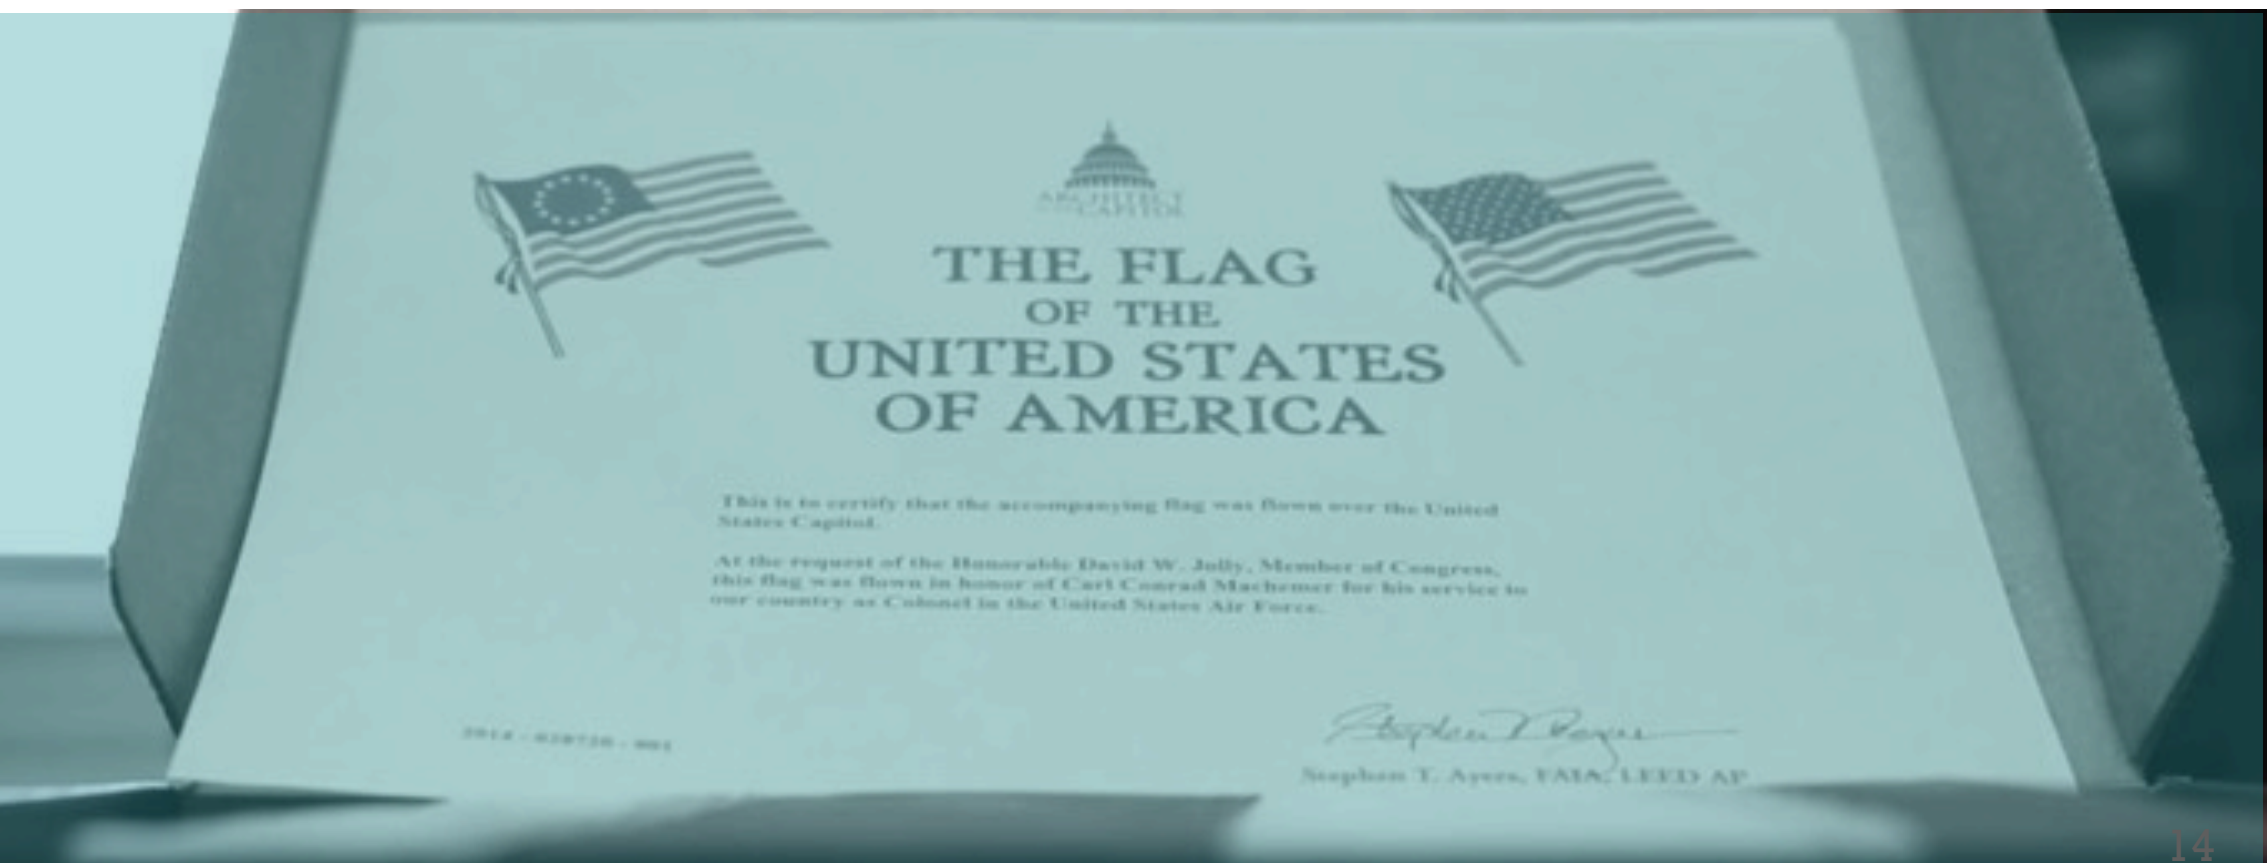 ARCHITECT
CAPITOL
THE FLAG
OF THE
UNITED STATES
OF AMERICA
This is to certify that the accompanying flag was flown over the United
States Capitol.
At the request of the Honorable David W. Jolly, Member of Congress,
this flag was flown in honor of Carl Conrad Machemer for his service to
our country as Colonel in the United States Air Force.
Stephen T. Ayers, FAIA, LEED AP
14